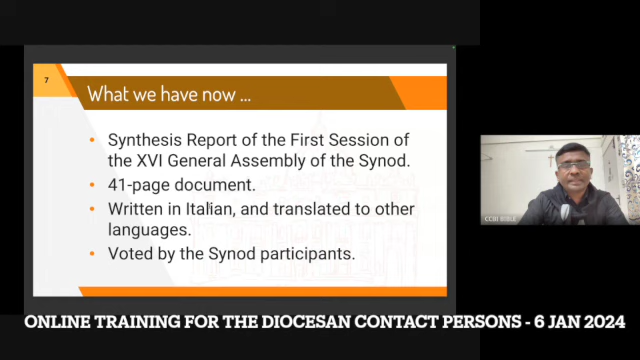 7
What we have now ...
• Synthesis Report of the First Session of
the XVI General Assembly of the Synod.
• 41-page document.
• Written in Italian, and translated to other
languages.
• Voted by the Synod participants.
CCBI BIBLE
ONLINE TRAINING FOR THE DIOCESAN CONTACT PERSONS - 6 JAN 2024